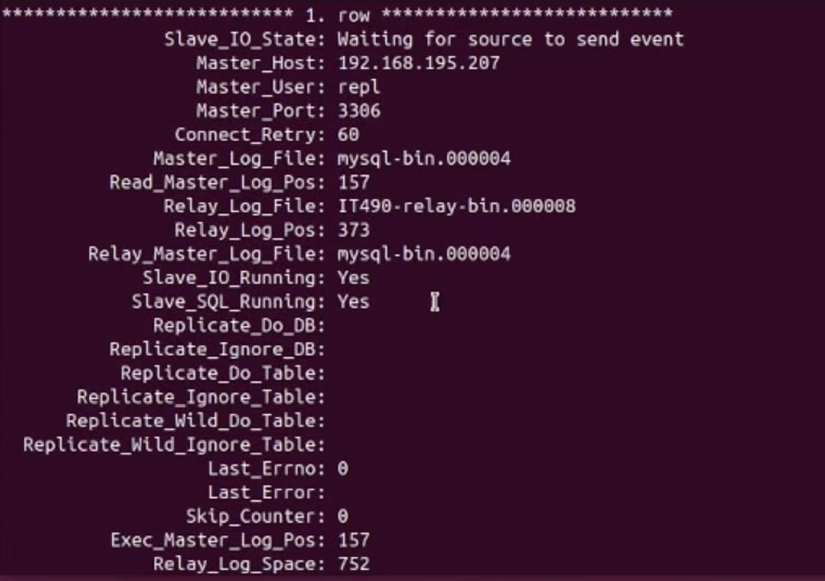 *************************** 1. row ***************************
Slave_IO_State: Waiting for source to send event
Master_Host: 192.168.195.207
Master_User: repl
Master_Port: 3306
Connect_Retry: 60
Master_Log_File: mysql-bin.000004
Read_Master_Log_Pos: 157
Relay_Log_File: IT490-relay-bin.000008
Relay_Log_Pos: 373
Relay_Master_Log_File: mysql-bin.000004
Slave_IO_Running: Yes
Slave_SQL_Running: Yes
Replicate_Do_DB:
Replicate_Ignore_DB:
Replicate_Do_Table:
Replicate_Ignore_Table:
Replicate_Wild_Do_Table:
Replicate_Wild_Ignore_Table:
Last_Errno: 0
Last_Error:
Skip_Counter: 0
Exec_Master_Log_Pos: 157
Relay_Log_Space: 752